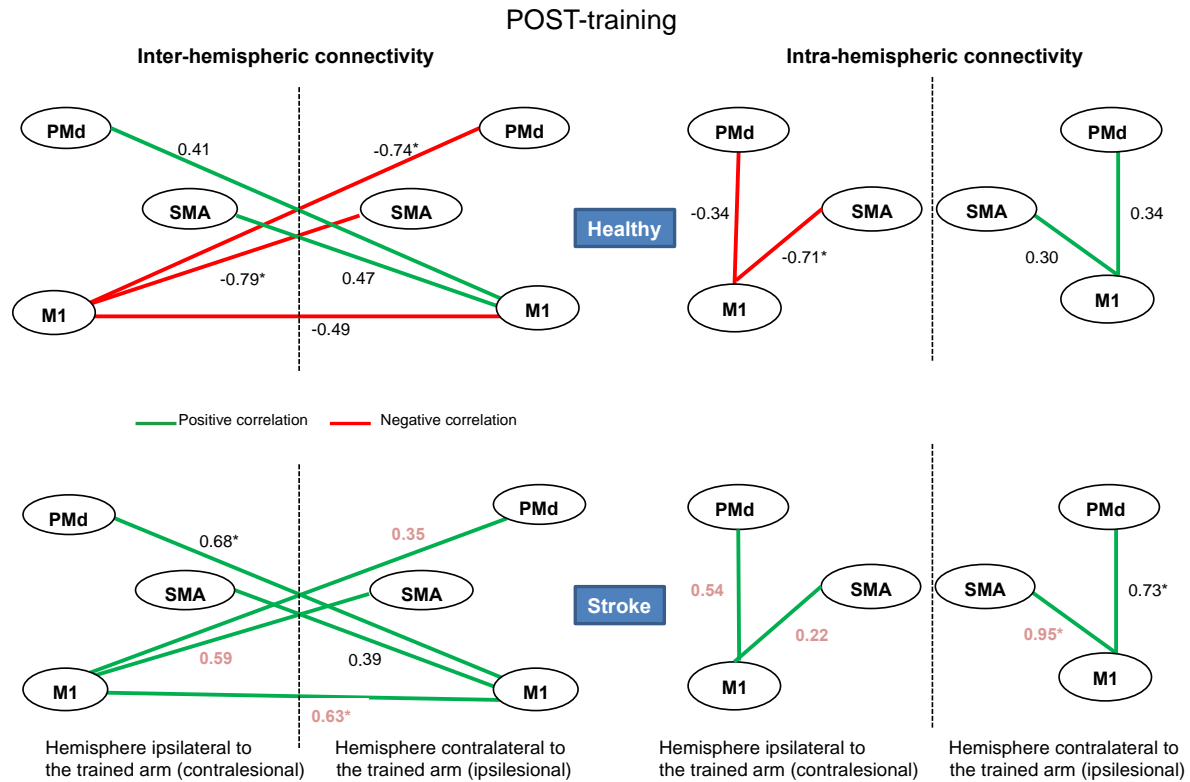 POST-training
Inter-hemispheric connectivity
Intra-hemispheric connectivity
PMd
PMd
0.41
-0.74*
SMA
SMA
-0.79*
0.47
M1
M1
-0.49
Healthy
PMd
PMd
-0.34
SMA
SMA
0.34
-0.71*
0.30
M1
M1
Positive correlation
Negative correlation
PMd
PMd
0.68*
0.35
SMA
SMA
0.59
0.39
M1
M1
0.63*
Stroke
PMd
PMd
0.54
SMA
SMA
0.73*
0.22
0.95*
M1
M1
Hemisphere ipsilateral to
the trained arm (contralesional)
Hemisphere contralateral to
the trained arm (ipsilesional)
Hemisphere ipsilateral to
the trained arm (contralesional)
Hemisphere contralateral to
the trained arm (ipsilesional)